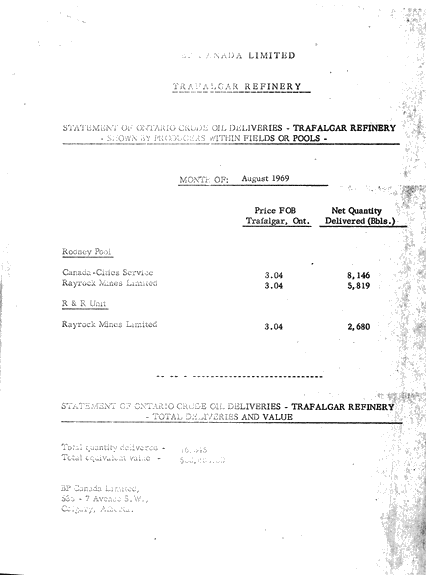 BP CANADA LIMITED
TRAFALGAR REFINERY
STATEMENT OF ONTARIO CRUDE OIL DELIVERIES - TRAFALGAR REFINERY
- SHOWN BY PRODUCERS WITHIN FIELDS OR POOLS -
MONTH OF: August 1969
Price FOB Net Quantity
Trafalgar, Ont. Delivered (Bbls.)
Rodney Pool
Canada-Cities Service 3.04 8,146
Rayrock Mines Limited 3.04 5,819
R & R Unit
Rayrock Mines Limited 3.04 2,680
STATEMENT OF ONTARIO CRUDE OIL DELIVERIES - TRAFALGAR REFINERY
- TOTAL DELIVERIES AND VALUE
Total quantity delivered -
Total equivalent value -
BP Canada Limited,
- 7 Avenue S.W.,
Calgary, Alberta.